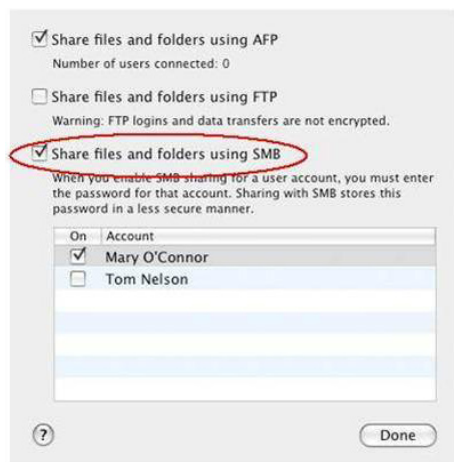 Share files and folders using AFP
Number of users connected: 0
Share files and folders using FTP
Warning: FTP logins and data transfers are not encrypted.
Share files and folders using SMB
When you enable SMB sharing for a user account, you must enter
the password for that account. Sharing with SMB stores this
password in a less secure manner.
On Account
Mary O'Connor
Tom Nelson
? Done